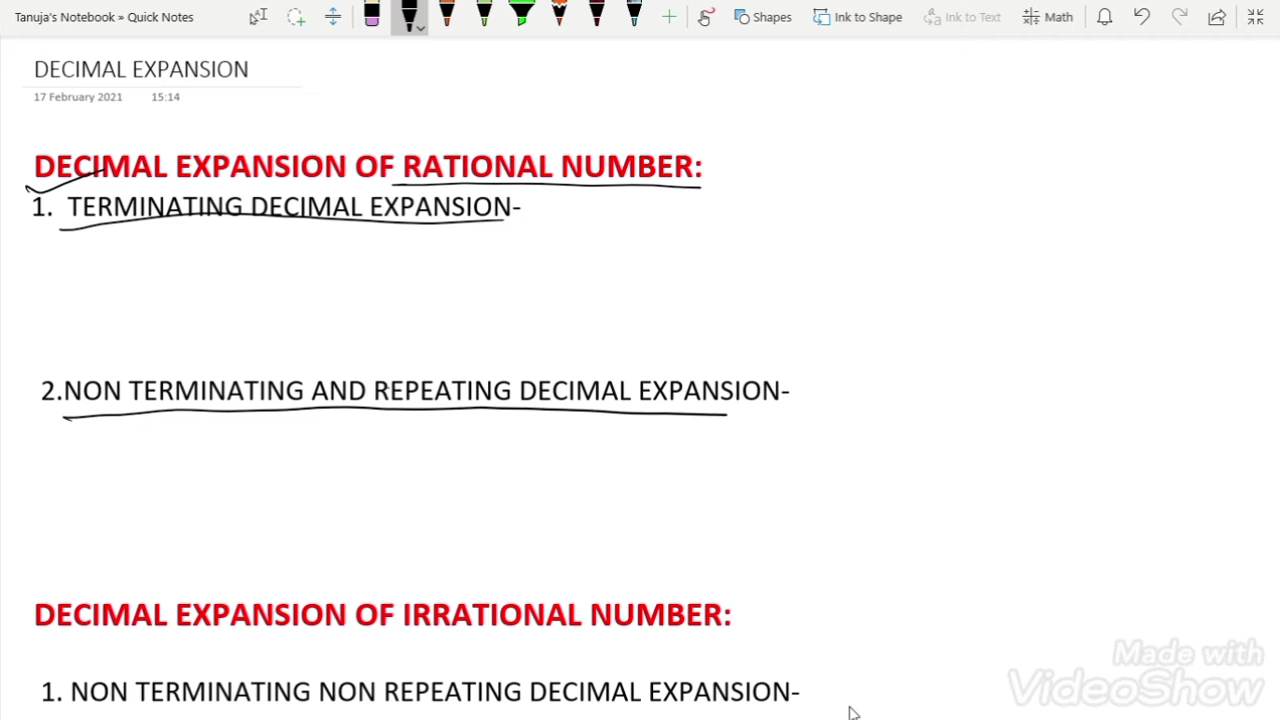 Tanuja's Notebook » Quick Notes
Shapes
Ink to Shape
Ink to Text
Math
DECIMAL EXPANSION
17 February 2021 15:14
DECIMAL EXPANSION OF RATIONAL NUMBER:
1. TERMINATING DECIMAL EXPANSION-
2.NON TERMINATING AND REPEATING DECIMAL EXPANSION-
DECIMAL EXPANSION OF IRRATIONAL NUMBER:
1. NON TERMINATING NON REPEATING DECIMAL EXPANSION-
Made with
VideoShow